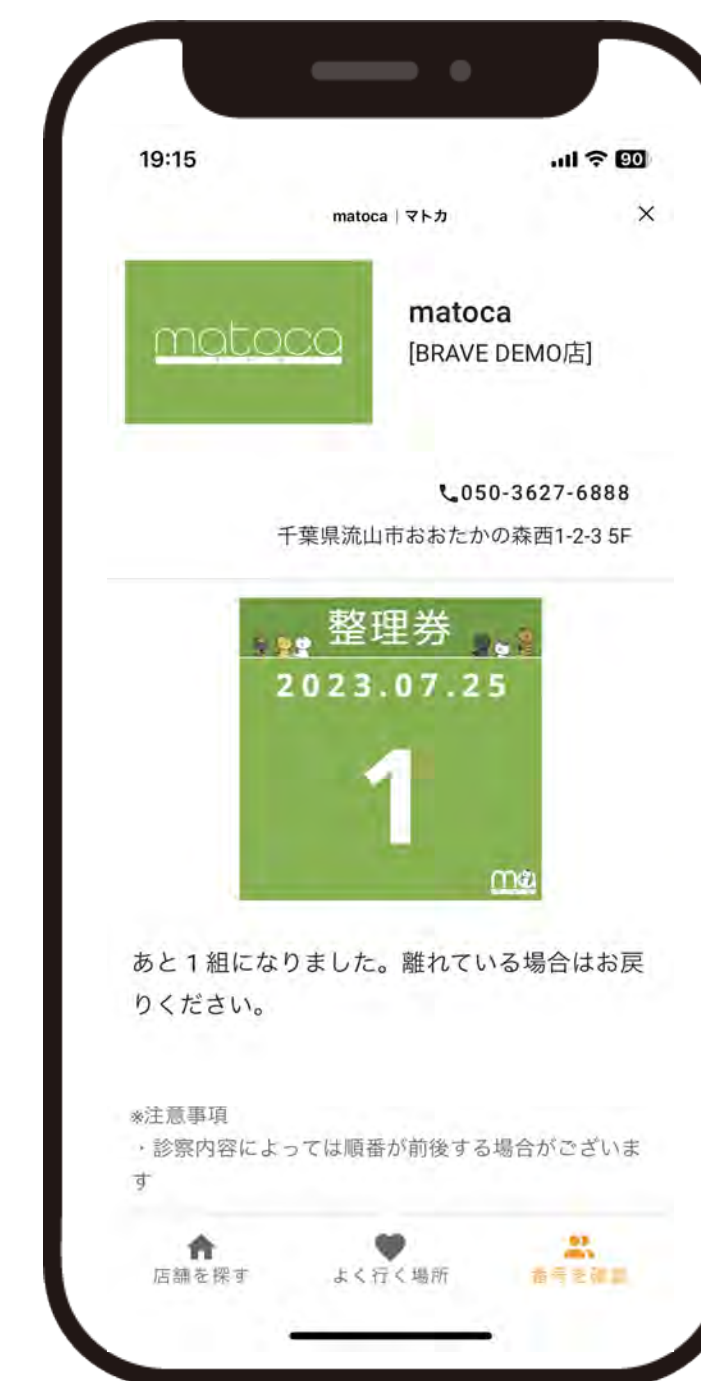 19:15
90
matoca｜マトカ
matoca
matoca
[BRAVE DEMO店]
050-3627-6888
千葉県流山市おおたかの森西1-2-3 5F
整理券
2023.07.25
1
あと1組になりました。離れている場合はお戻
りください。
※注意事項
・診察内容によっては順番が前後する場合がございま
す
店舗を探す
よく行く場所
番号を確認